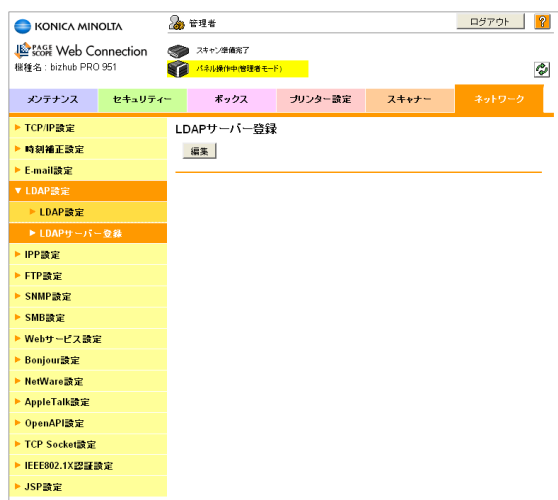 KONICA MINOLTA
管理者
ログアウト
?
PAGE SCOPE Web Connection
スキャン準備完了
機種名 : bizhub PRO 951
パネル操作中(管理者モード)
メンテナンス
セキュリティー
ボックス
プリンター設定
スキャナー
ネットワーク
TCP/IP設定
時刻補正設定
E-mail設定
LDAP設定
LDAP設定
LDAPサーバー登録
IPP設定
FTP設定
SNMP設定
SMB設定
Webサービス設定
Bonjour設定
NetWare設定
AppleTalk設定
OpenAPI設定
TCP Socket設定
IEEE802.1X認証設定
JSP設定
LDAPサーバー登録
編集